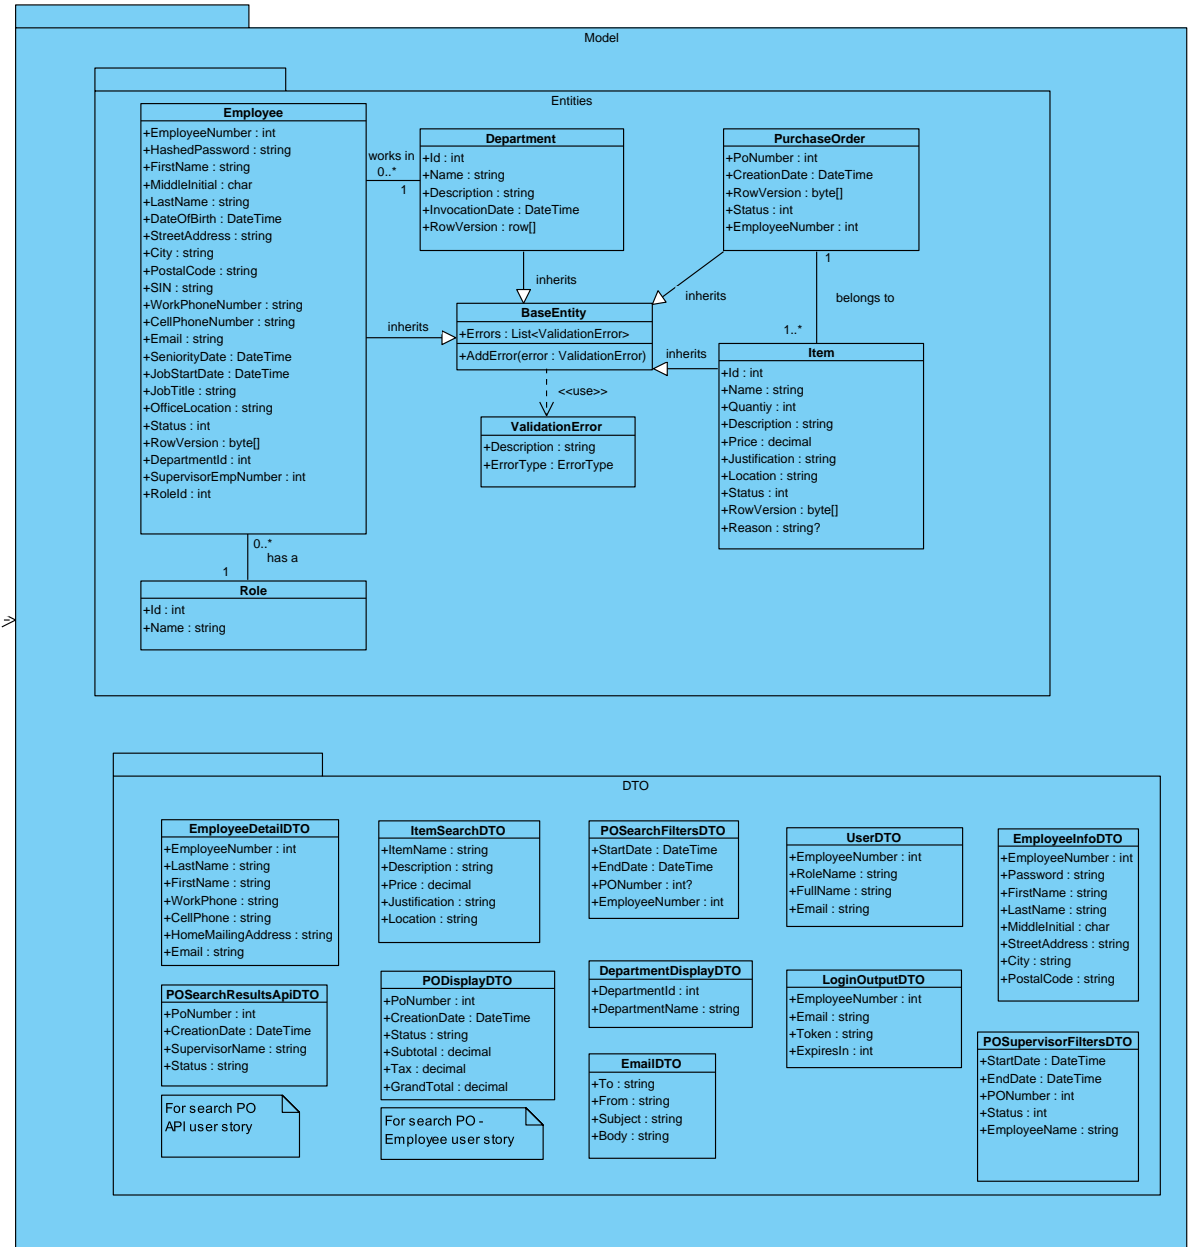 Model
Entities
Employee
+EmployeeNumber : int
+HashedPassword : string
+FirstName : string
+MiddleInitial : char
+LastName : string
+DateOfBirth : DateTime
+StreetAddress : string
+City : string
+PostalCode : string
+SIN : string
+WorkPhoneNumber : string
+CellPhoneNumber : string
+Email : string
+SeniorityDate : DateTime
+JobStartDate : DateTime
+JobTitle : string
+OfficeLocation : string
+Status : int
+RowVersion : byte[]
+DepartmentId : int
+SupervisorEmpNumber : int
+RoleId : int
works in
0..*
1
Department
+Id : int
+Name : string
+Description : string
+InvocationDate : DateTime
+RowVersion : row[]
inherits
PurchaseOrder
+PoNumber : int
+CreationDate : DateTime
+RowVersion : byte[]
+Status : int
+EmployeeNumber : int
inherits
1
belongs to
1..*
inherits
BaseEntity
+Errors : List<ValidationError>
+AddError(error : ValidationError)
inherits
<<use>>
ValidationError
+Description : string
+ErrorType : ErrorType
Item
+Id : int
+Name : string
+Quantiy : int
+Description : string
+Price : decimal
+Justification : string
+Location : string
+Status : int
+RowVersion : byte[]
+Reason : string?
0..*
has a
1
Role
+Id : int
+Name : string
DTO
EmployeeDetailDTO
+EmployeeNumber : int
+LastName : string
+FirstName : string
+WorkPhone : string
+CellPhone : string
+HomeMailingAddress : string
+Email : string
ItemSearchDTO
+ItemName : string
+Description : string
+Price : decimal
+Justification : string
+Location : string
POSearchFiltersDTO
+StartDate : DateTime
+EndDate : DateTime
+PONumber : int?
+EmployeeNumber : int
UserDTO
+EmployeeNumber : int
+RoleName : string
+FullName : string
+Email : string
EmployeeInfoDTO
+EmployeeNumber : int
+Password : string
+FirstName : string
+LastName : string
+MiddleInitial : char
+StreetAddress : string
+City : string
+PostalCode : string
POSearchResultsApiDTO
+PoNumber : int
+CreationDate : DateTime
+SupervisorName : string
+Status : string
For search PO
API user story
PODisplayDTO
+PoNumber : int
+CreationDate : DateTime
+Status : string
+Subtotal : decimal
+Tax : decimal
+GrandTotal : decimal
For search PO -
Employee user story
DepartmentDisplayDTO
+DepartmentId : int
+DepartmentName : string
EmailDTO
+To : string
+From : string
+Subject : string
+Body : string
LoginOutputDTO
+EmployeeNumber : int
+Email : string
+Token : string
+ExpiresIn : int
POSupervisorFiltersDTO
+StartDate : DateTime
+EndDate : DateTime
+PONumber : int
+Status : int
+EmployeeName : string